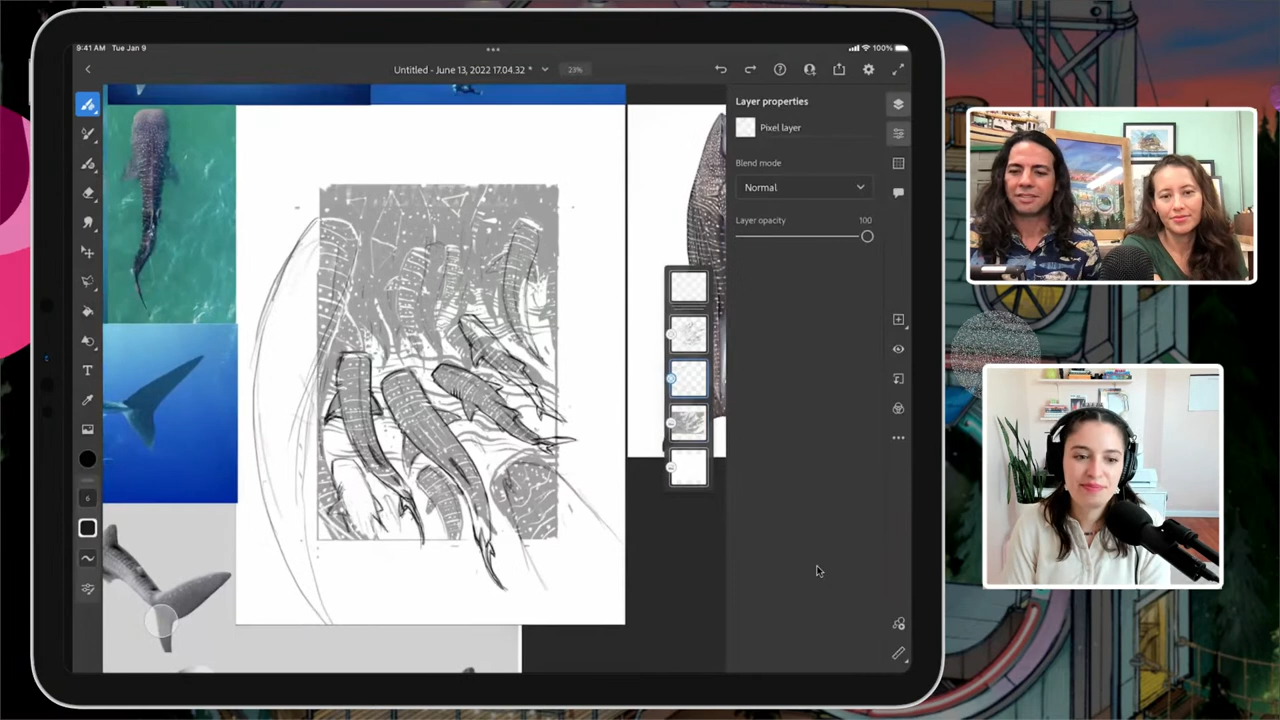 9:41 AM Tue Jan 9
100%
Untitled - June 13, 2022 17.04.32 *
23%
Layer properties
Pixel layer
Blend mode
Normal
Layer opacity 100
T
6